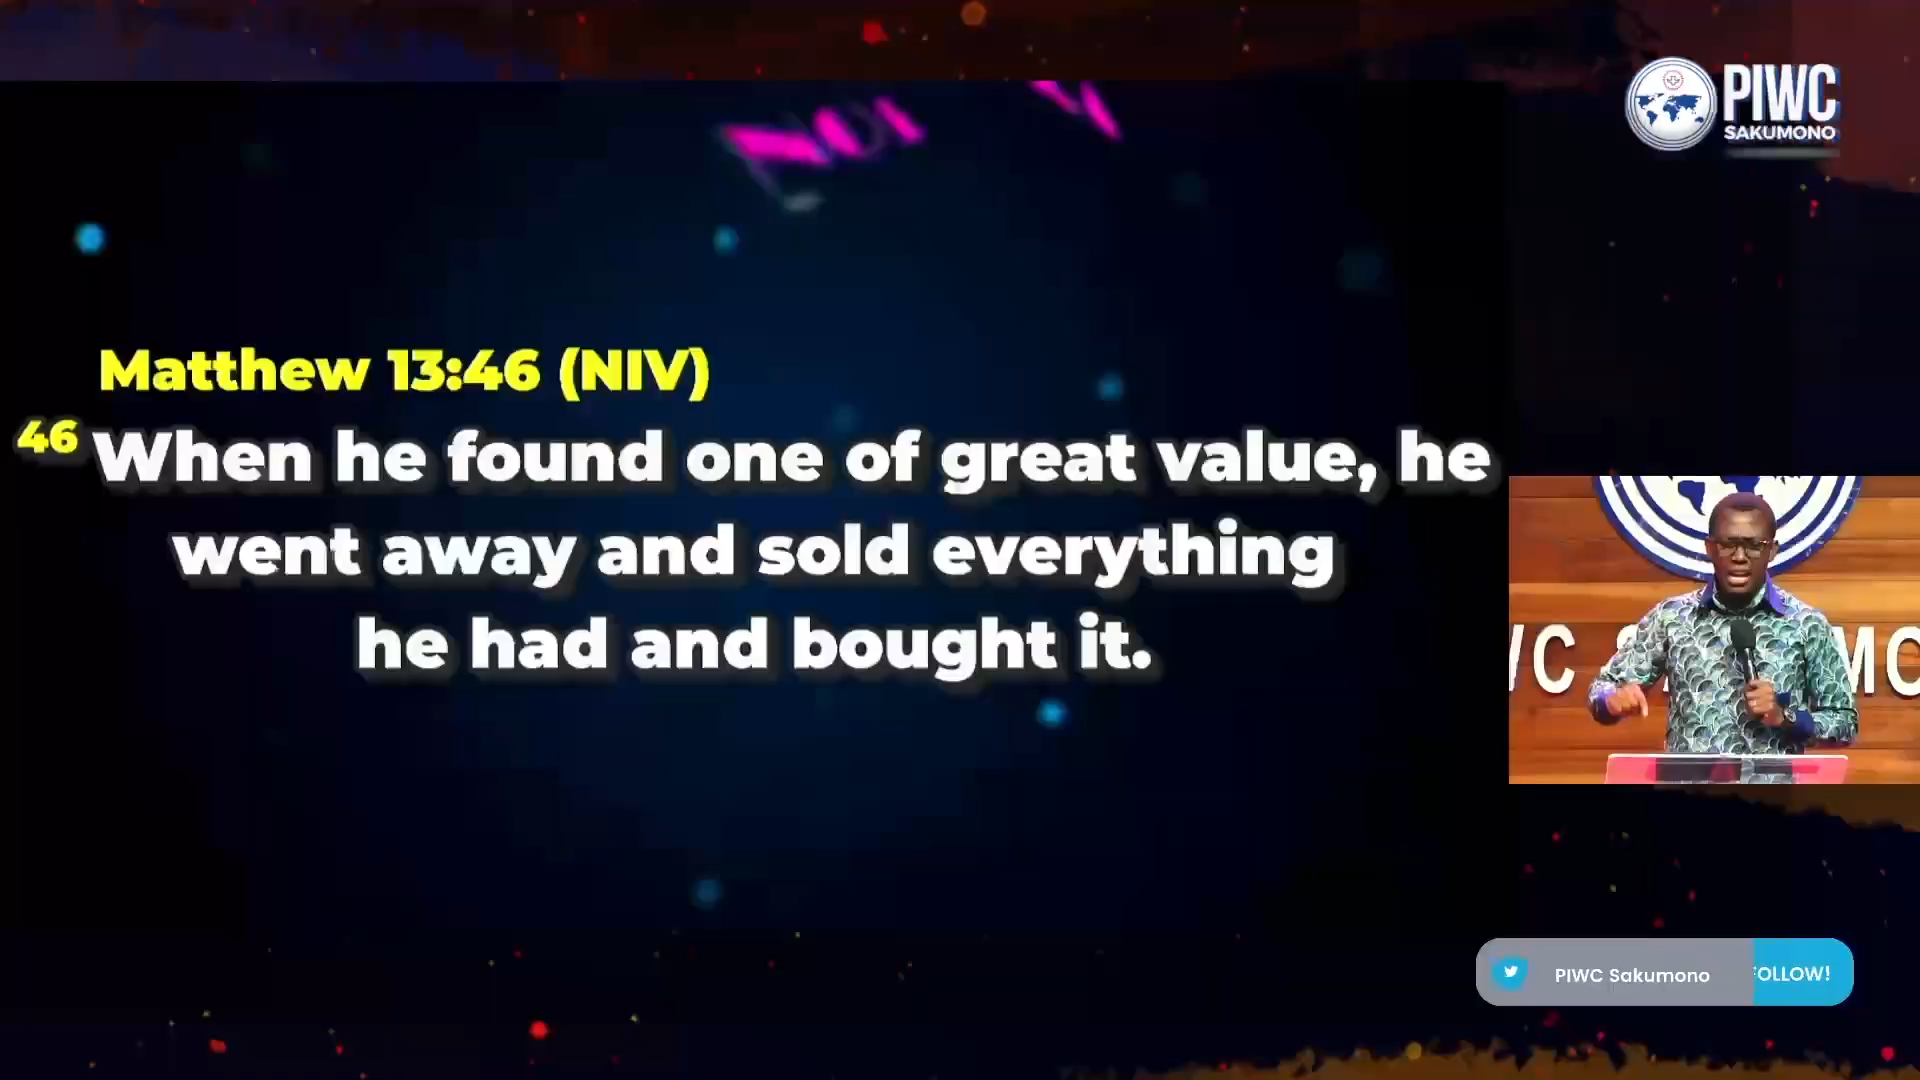 PIWC
SAKUMONO
Matthew 13:46 (NIV)
46 When he found one of great value, he
went away and sold everything
he had and bought it.
PIWC Sakumono
OLLOW!